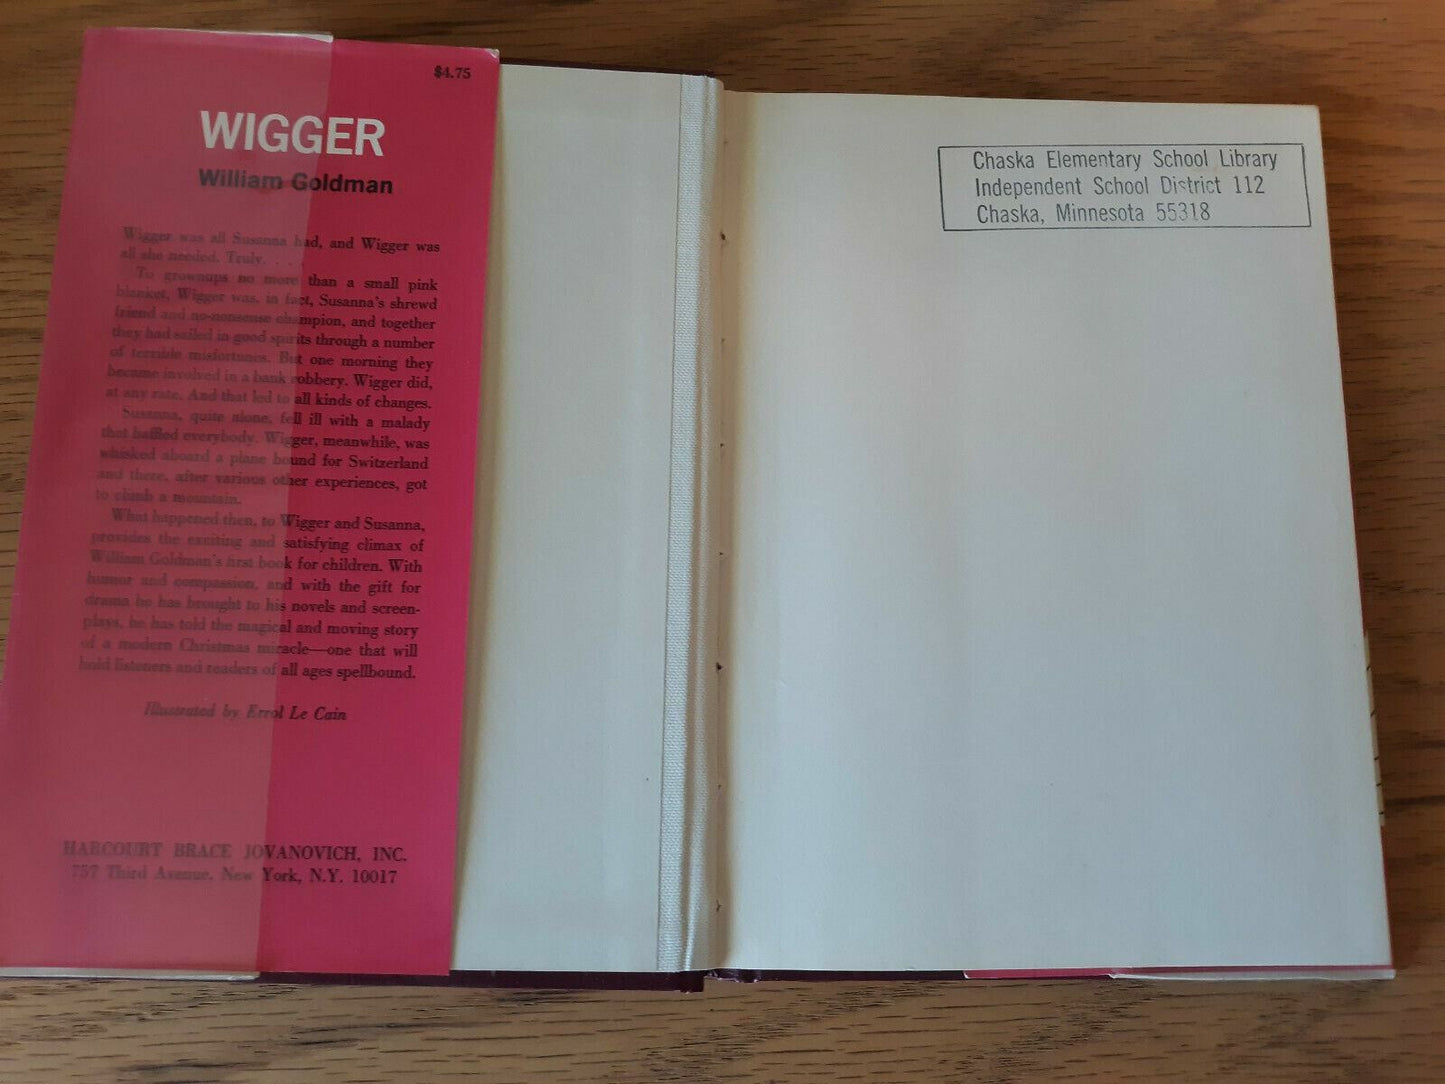 $4.75
WIGGER
William Goldman
Wigger was all Susanna had, and Wigger was
all she needed. Truly. . . .
To grownups no more than a small pink
blanket, Wigger was, in fact, Susanna's shrewd
friend and no-nonsense champion, and together
they had sailed in good spirits through a number
of terrible misfortunes. But one morning they
became involved in a bank robbery. Wigger did,
at any rate. And that led to all kinds of changes.
Susanna, quite alone, fell ill with a malady
that baffled everybody. Wigger, meanwhile, was
whisked aboard a plane bound for Switzerland
and there, after various other experiences, got
to climb a mountain.
What happened then, to Wigger and Susanna,
provides the exciting and satisfying climax of
William Goldman's first book for children. With
humor and compassion, and with the gift for
drama he has brought to his novels and screen-
plays, he has told the magical and moving story
of a modern Christmas miracle—one that will
hold listeners and readers of all ages spellbound.
Illustrated by Errol Le Cain
HARCOURT BRACE JOVANOVICH, INC.
757 Third Avenue, New York, N.Y. 10017
Chaska Elementary School Library
Independent School District 112
Chaska, Minnesota 55318